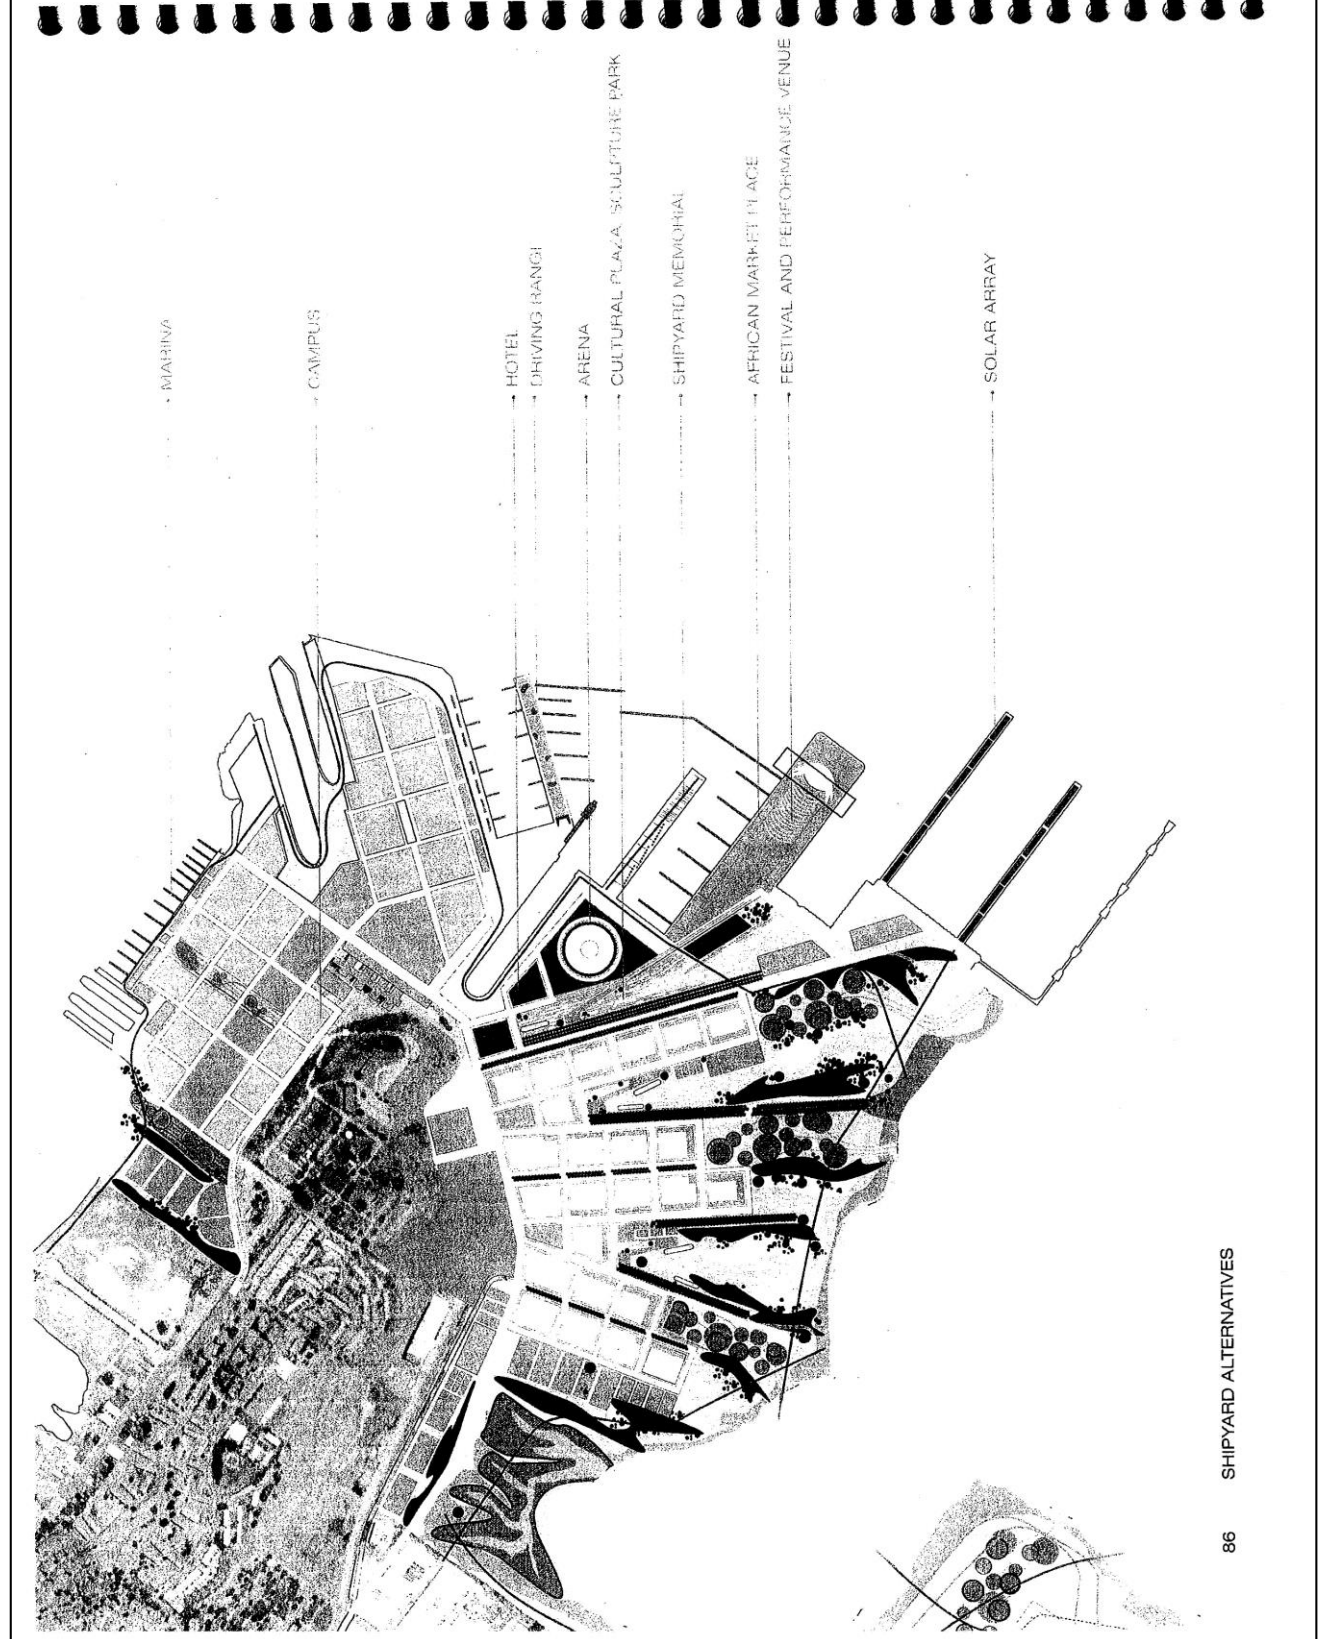 MARINA
CAMPUS
HOTEL
DRIVING RANGE
ARENA
CULTURAL PLAZA, SCULPTURE PARK
SHIPYARD MEMORIAL
AFRICAN MARKET PLACE
FESTIVAL AND PERFORMANCE VENUE
SOLAR ARRAY
86 SHIPYARD ALTERNATIVES